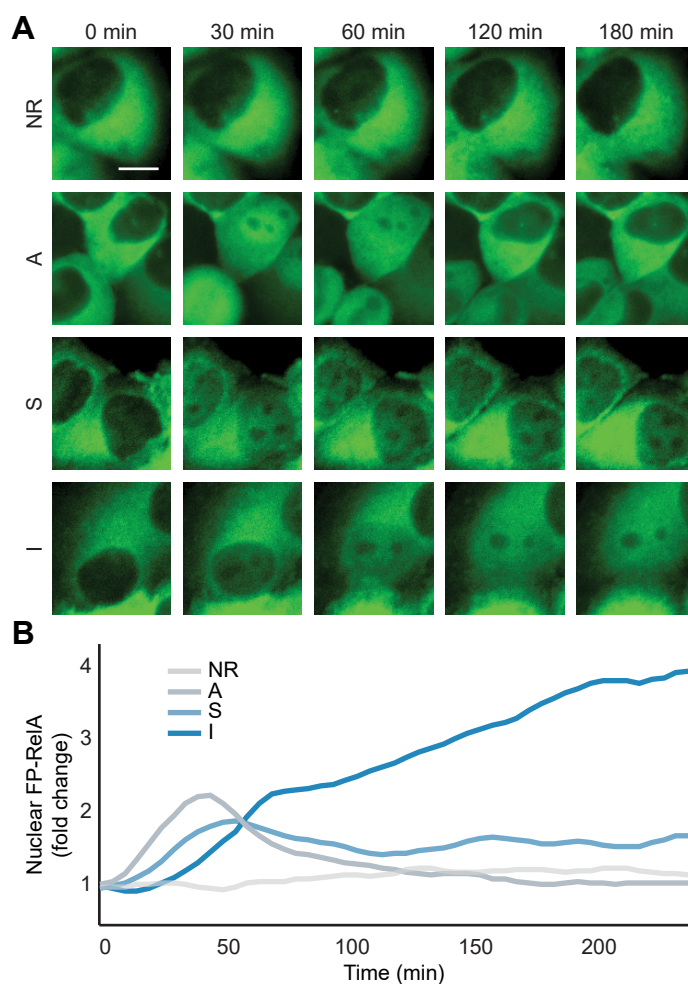 A
0 min 30 min 60 min 120 min 180 min
NR
A
S
I
B
NR
A
S
I
Nuclear FP-RelA
(fold change)
4
3
2
1
0 50 100 150 200
Time (min)